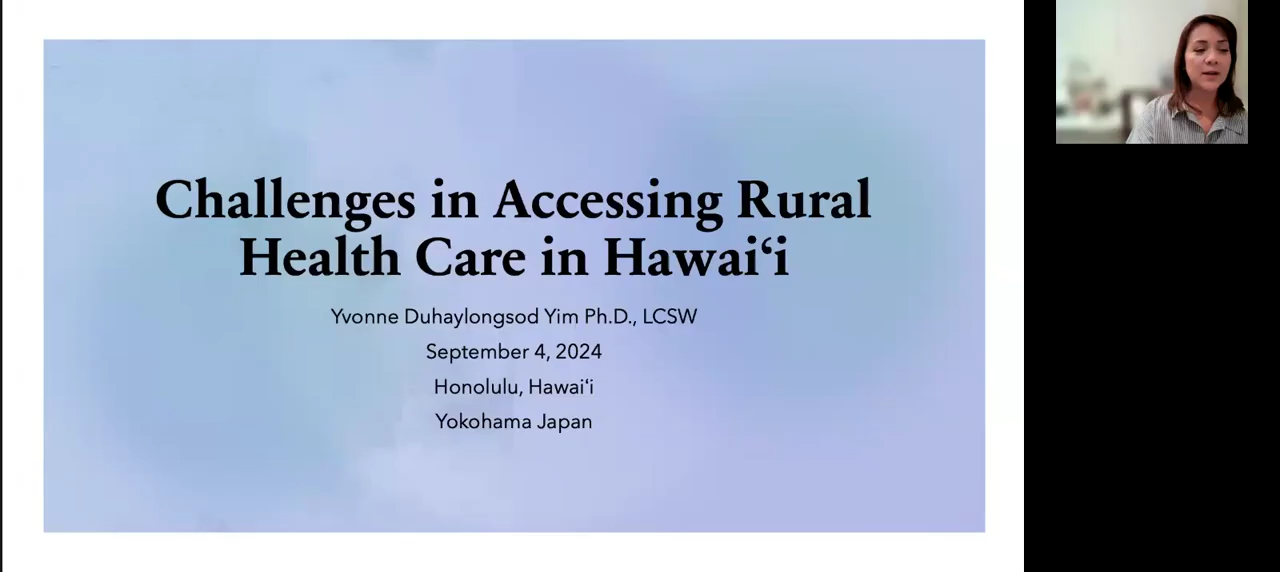 Challenges in Accessing Rural
Health Care in Hawaiʻi
Yvonne Duhaylongsod Yim Ph.D., LCSW
September 4, 2024
Honolulu, Hawaiʻi
Yokohama Japan